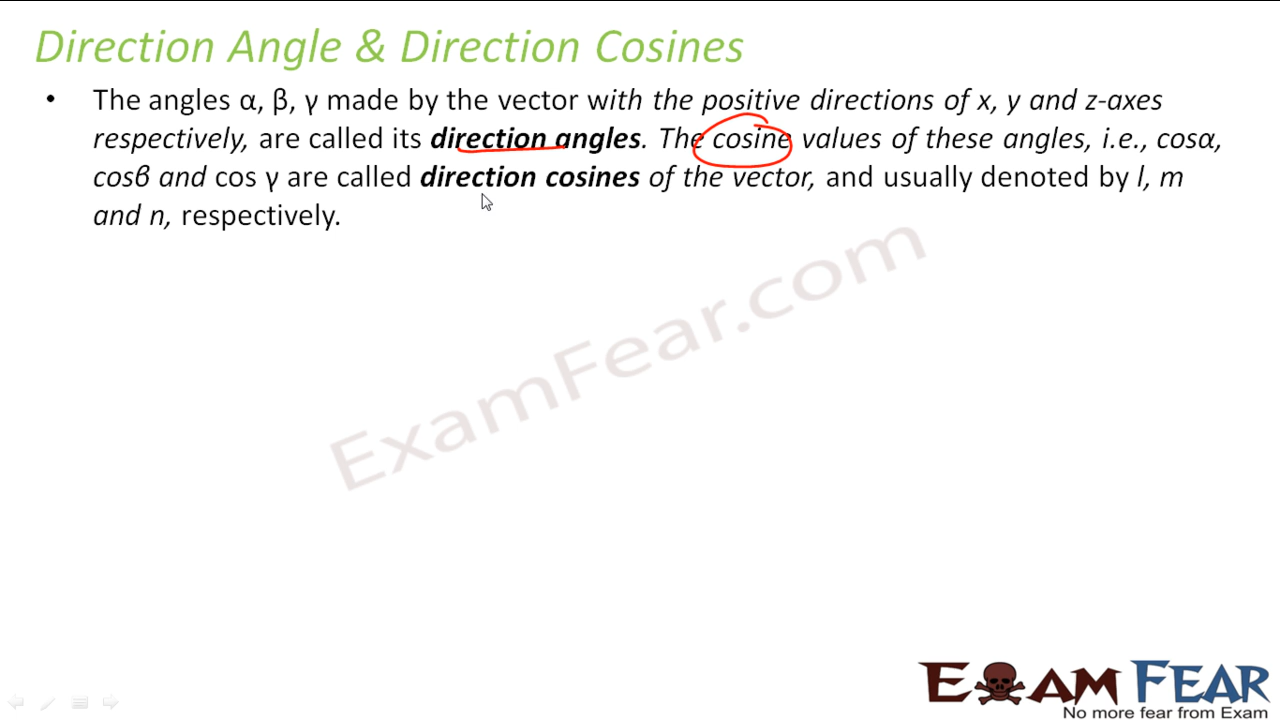 Direction Angle & Direction Cosines
• The angles α, β, γ made by the vector with the positive directions of x, y and z-axes
respectively, are called its direction angles. The cosine values of these angles, i.e., cosα,
cosβ and cos γ are called direction cosines of the vector, and usually denoted by l, m
and n, respectively.
ExamFear.com
EXAM FEAR
No more fear from Exam